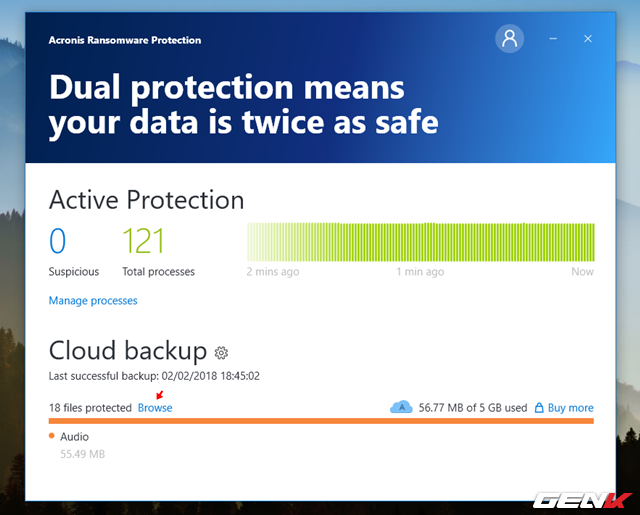 Acronis Ransomware Protection
Dual protection means
your data is twice as safe
Active Protection
0
121
Suspicious
Total processes
2 mins ago
1 min ago
Now
Manage processes
Cloud backup
Last successful backup: 02/02/2018 18:45:02
18 files protected Browse
56.77 MB of 5 GB used
Buy more
Audio
55.49 MB
GENK